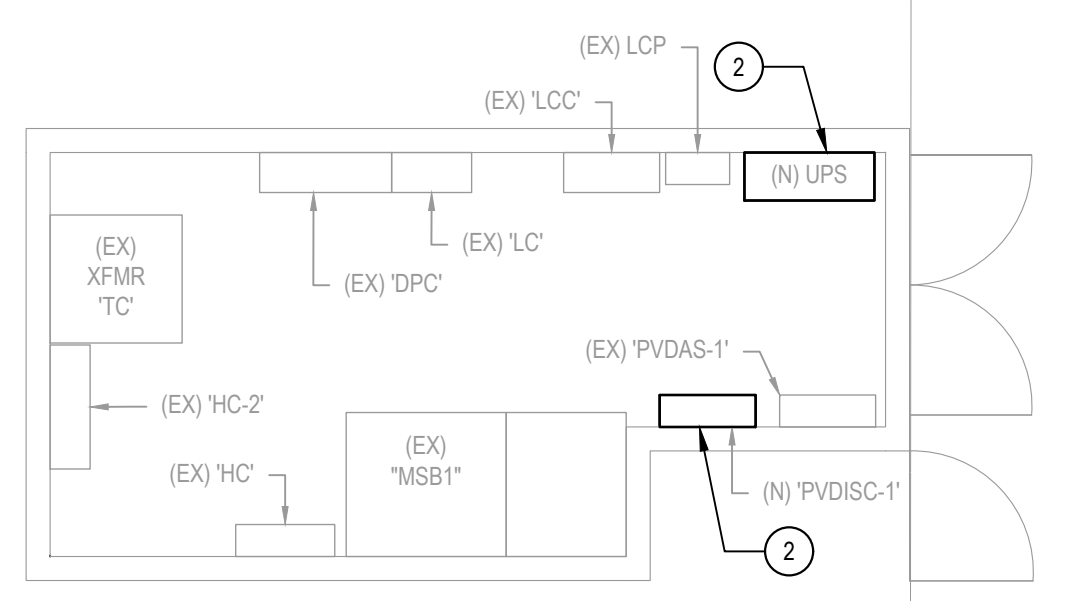 (EX) LCP
2
(EX) 'LCC'
(N) UPS
(EX) 'LC'
(EX)
XFMR
'TC'
(EX) 'DPC'
(EX) 'PVDAS-1'
(EX) 'HC-2'
(EX)
"MSB1"
(EX) 'HC'
(N) 'PVDISC-1'
2